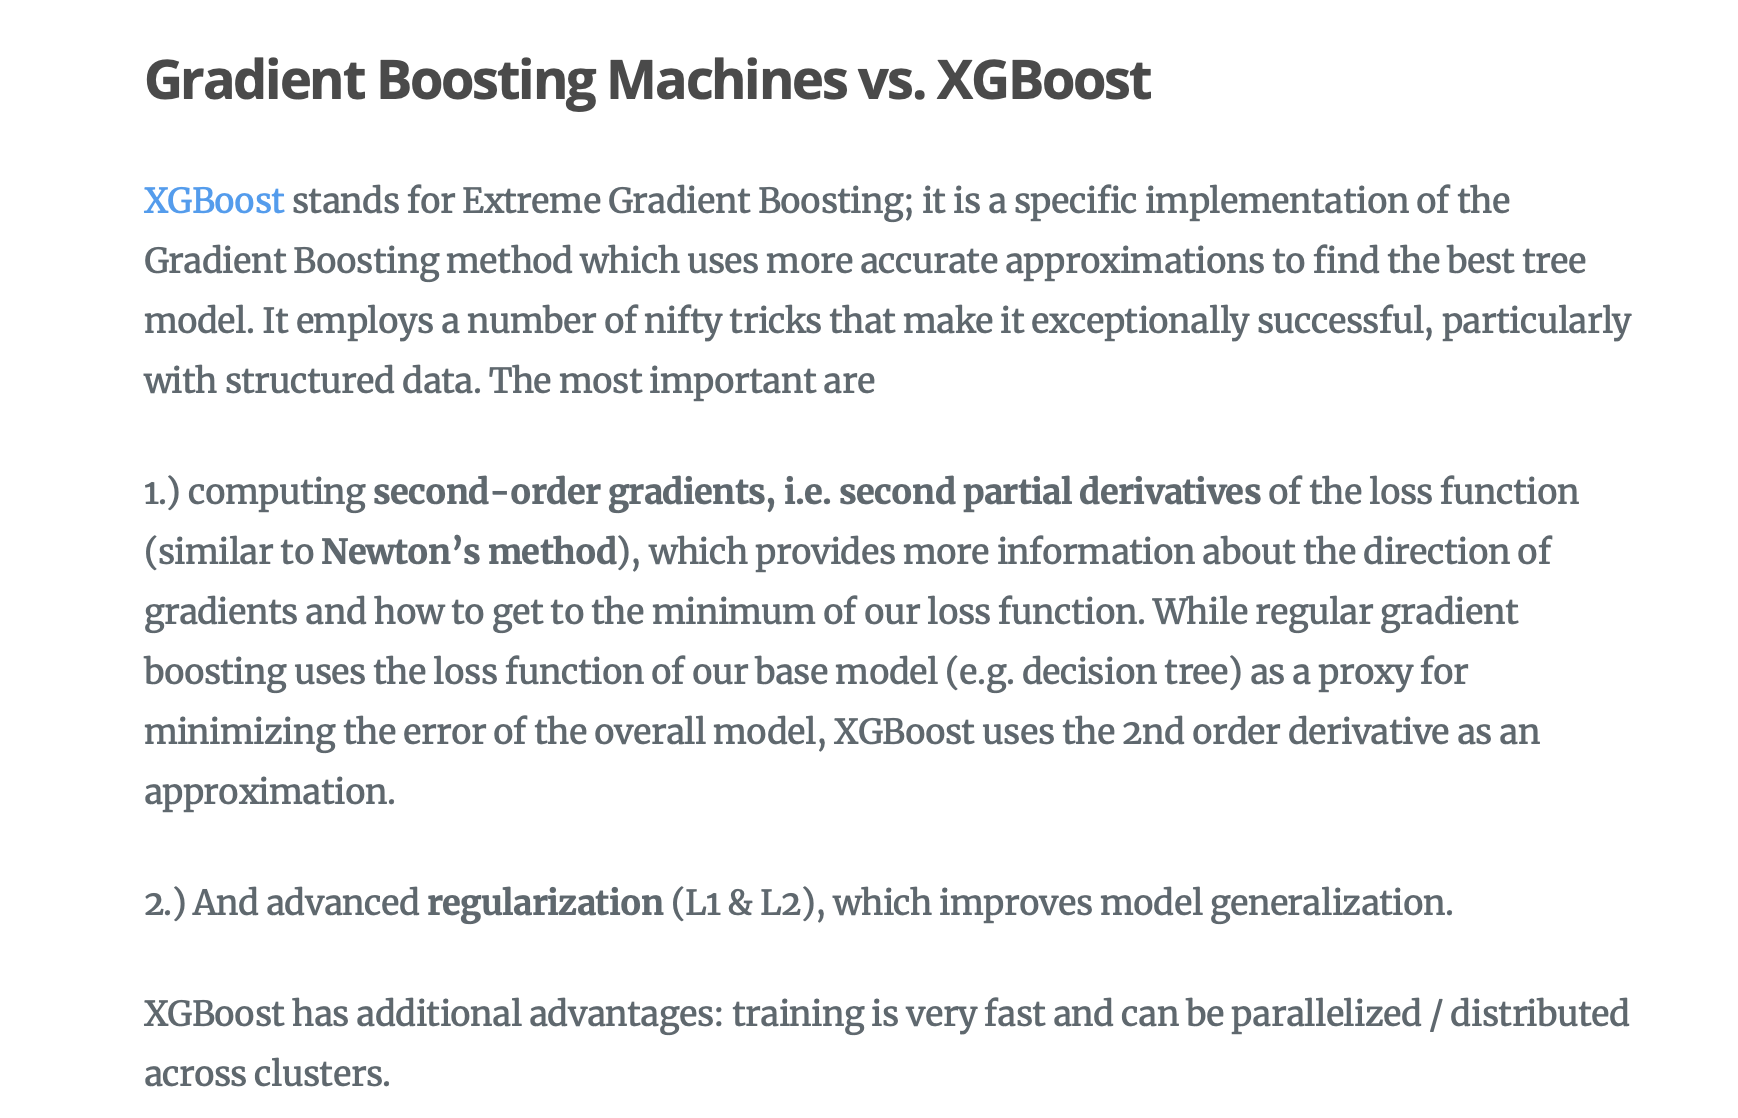 Gradient Boosting Machines vs. XGBoost
XGBoost stands for Extreme Gradient Boosting; it is a specific implementation of the
Gradient Boosting method which uses more accurate approximations to find the best tree
model. It employs a number of nifty tricks that make it exceptionally successful, particularly
with structured data. The most important are
1.) computing second-order gradients, i.e. second partial derivatives of the loss function
(similar to Newton’s method), which provides more information about the direction of
gradients and how to get to the minimum of our loss function. While regular gradient
boosting uses the loss function of our base model (e.g. decision tree) as a proxy for
minimizing the error of the overall model, XGBoost uses the 2nd order derivative as an
approximation.
2.) And advanced regularization (L1 & L2), which improves model generalization.
XGBoost has additional advantages: training is very fast and can be parallelized / distributed
across clusters.